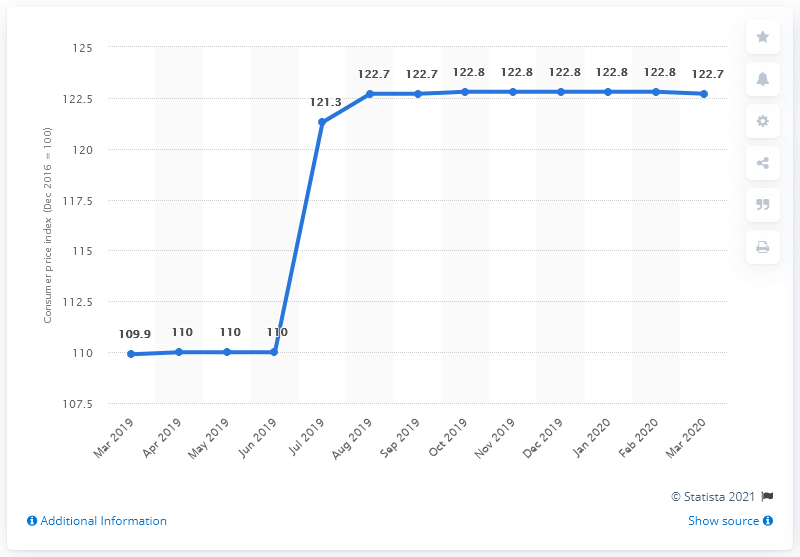 125
122.5
120
117.5
115
112.5
110
107.5
Consumer price index (Dec 2016 = 100)
109.9
110
110
110
121.3
122.7
122.7
122.8
122.8
122.8
122.8
122.8
122.7
Mar 2019
Apr 2019
May 2019
Jun 2019
Jul 2019
Aug 2019
Sep 2019
Oct 2019
Nov 2019
Dec 2019
Jan 2020
Feb 2020
Mar 2020
© Statista 2021
Additional Information
Show source